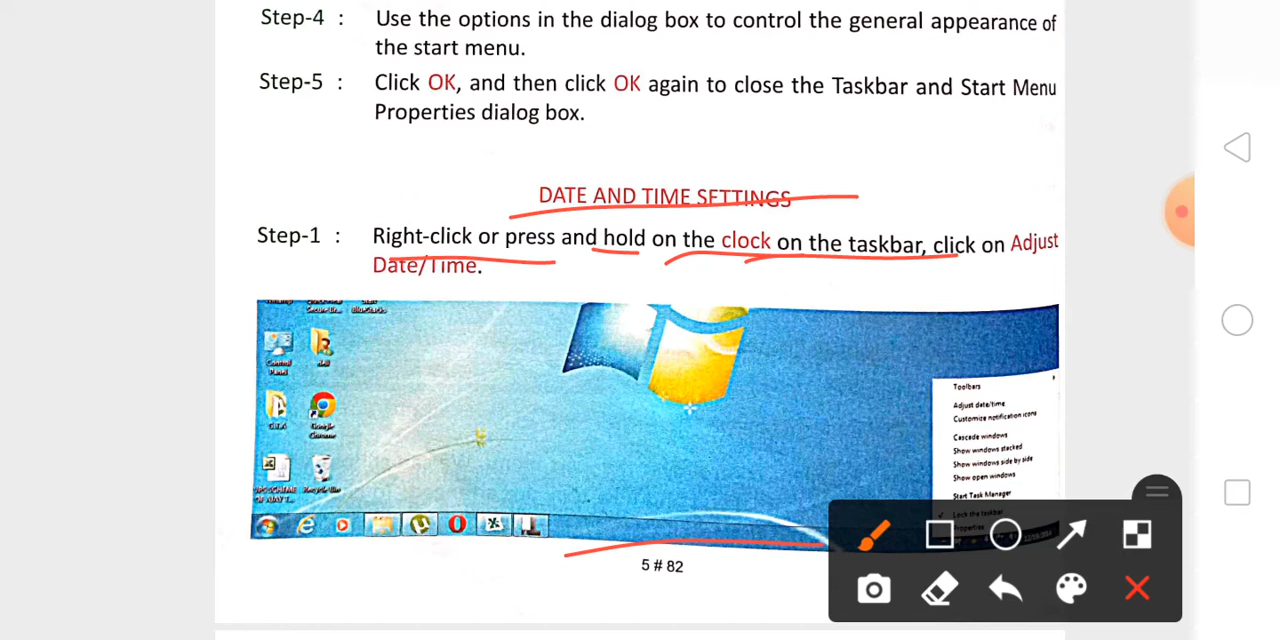 Step-4 : Use the options in the dialog box to control the general appearance of
the start menu.
Step-5 : Click OK, and then click OK again to close the Taskbar and Start Menu
Properties dialog box.
DATE AND TIME SETTINGS
Step-1 : Right-click or press and hold on the clock on the taskbar, click on Adjust
Date/Time.
Control
Panel
Google
Chrome
Recycle Bin
Toolbars
Adjust date/time
Customize notification icons
Cascade windows
Show windows stacked
Show windows side by side
Show open windows
Start Task Manager
Lock the taskbar
Properties
5 # 82